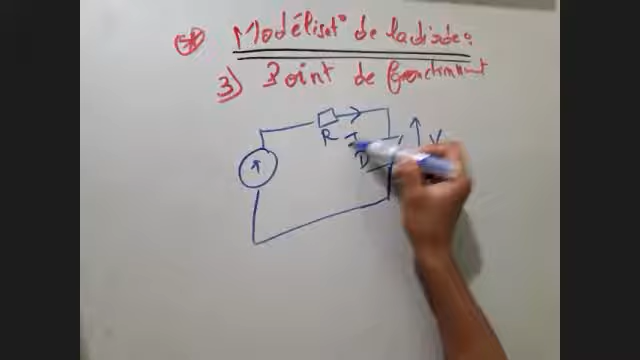 Modélisat° de la diode :
3) Point de fonctionnement
R
I
D
V